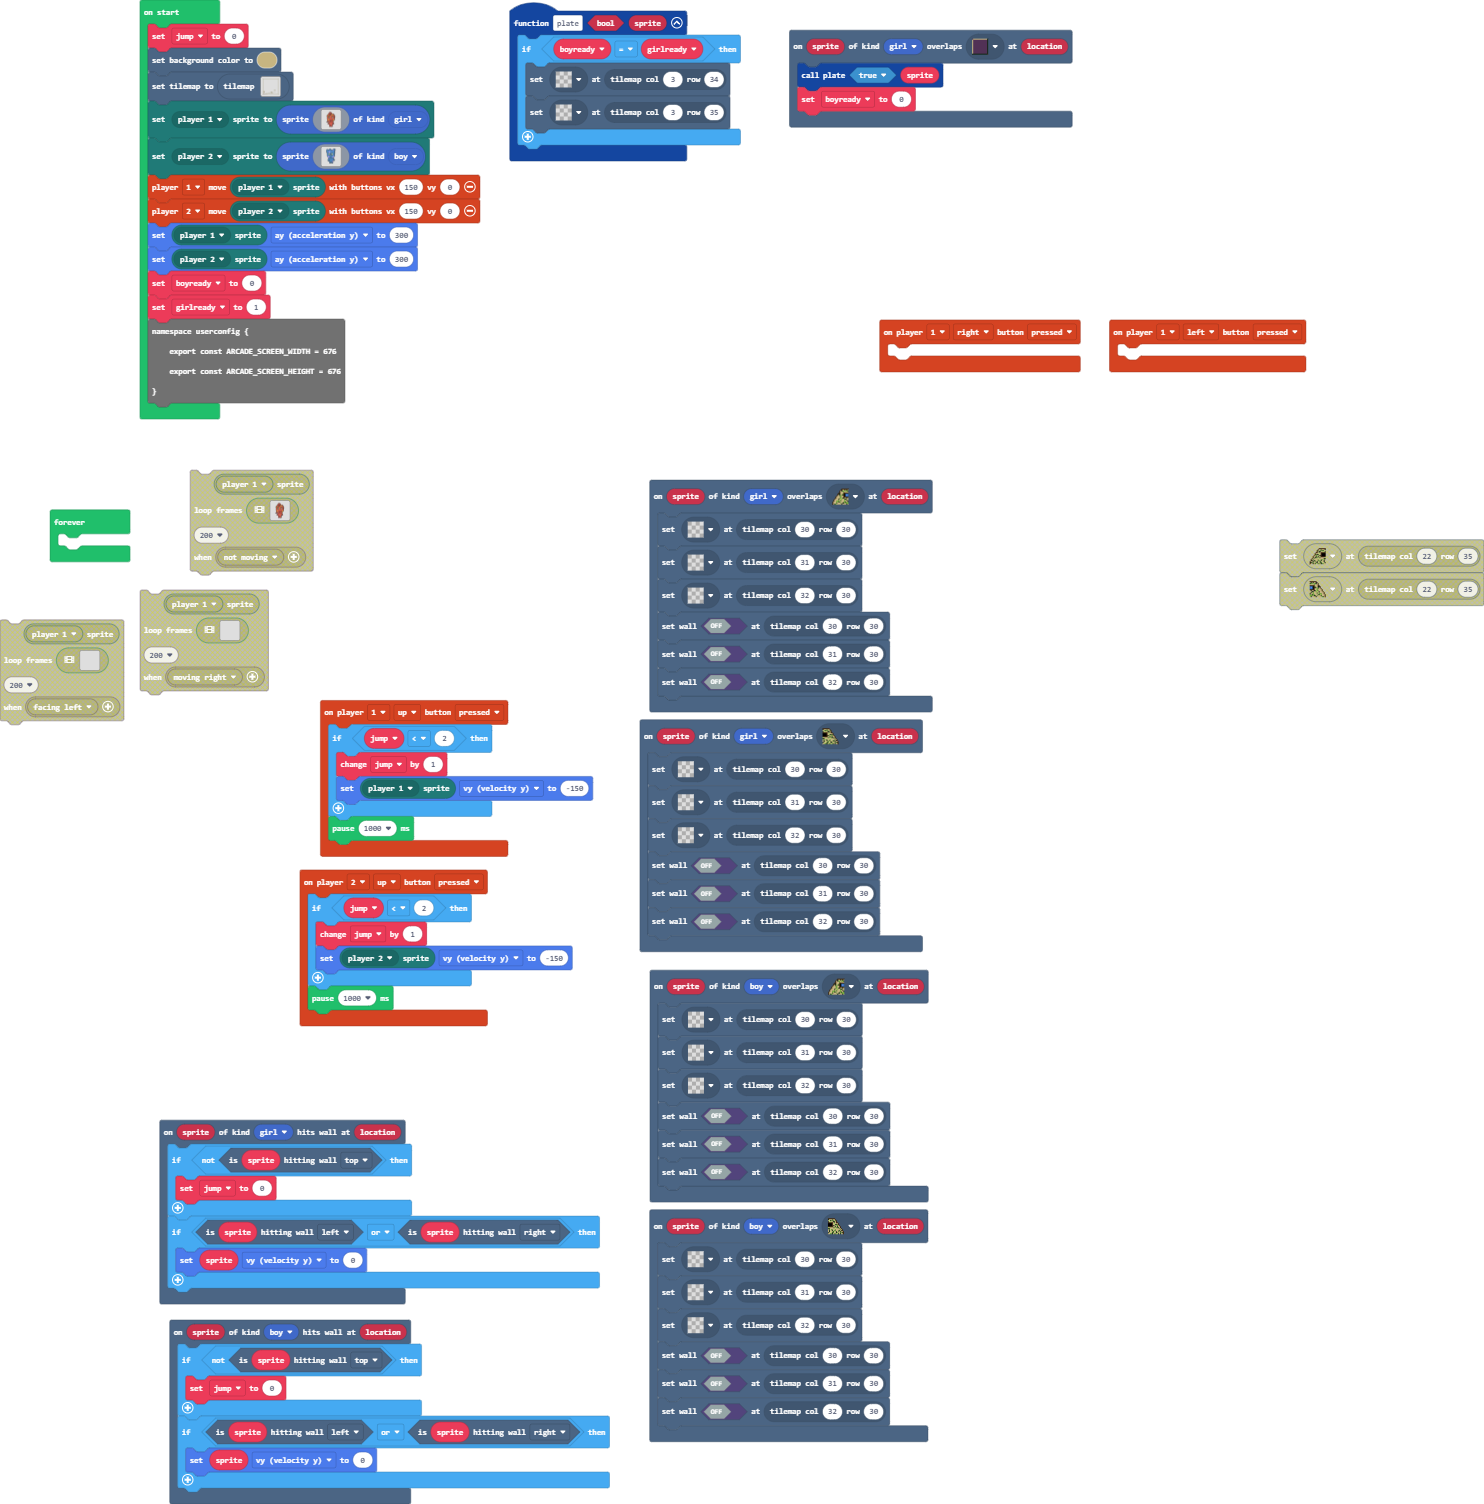 on start
set jump to 0
set background color to
set tilemap to tilemap
set player 1 sprite to sprite of kind girl
set player 2 sprite to sprite of kind boy
player 1 move player 1 sprite with buttons vx 150 vy 0
player 2 move player 2 sprite with buttons vx 150 vy 0
set player 1 sprite ay (acceleration y) to 300
set player 2 sprite ay (acceleration y) to 300
set boyready to 0
set girlready to 1
namespace userconfig {
export const ARCADE_SCREEN_WIDTH = 676
export const ARCADE_SCREEN_HEIGHT = 676
}
function plate bool sprite
if boyready = girlready then
set at tilemap col 3 row 34
set at tilemap col 3 row 35
on sprite of kind girl overlaps at location
call plate true sprite
set boyready to 0
on player 1 right button pressed
on player 1 left button pressed
forever
player 1 sprite
loop frames
200
when not moving
player 1 sprite
loop frames
200
when moving right
player 1 sprite
loop frames
200
when facing left
on player 1 up button pressed
if jump < 2 then
change jump by 1
set player 1 sprite vy (velocity y) to -150
pause 1000 ms
on player 2 up button pressed
if jump < 2 then
change jump by 1
set player 2 sprite vy (velocity y) to -150
pause 1000 ms
on sprite of kind girl overlaps at location
set at tilemap col 30 row 30
set at tilemap col 31 row 30
set at tilemap col 32 row 30
set wall OFF at tilemap col 30 row 30
set wall OFF at tilemap col 31 row 30
set wall OFF at tilemap col 32 row 30
on sprite of kind girl overlaps at location
set at tilemap col 30 row 30
set at tilemap col 31 row 30
set at tilemap col 32 row 30
set wall OFF at tilemap col 30 row 30
set wall OFF at tilemap col 31 row 30
set wall OFF at tilemap col 32 row 30
on sprite of kind boy overlaps at location
set at tilemap col 30 row 30
set at tilemap col 31 row 30
set at tilemap col 32 row 30
set wall OFF at tilemap col 30 row 30
set wall OFF at tilemap col 31 row 30
set wall OFF at tilemap col 32 row 30
on sprite of kind boy overlaps at location
set at tilemap col 30 row 30
set at tilemap col 31 row 30
set at tilemap col 32 row 30
set wall OFF at tilemap col 30 row 30
set wall OFF at tilemap col 31 row 30
set wall OFF at tilemap col 32 row 30
set at tilemap col 22 row 35
set at tilemap col 22 row 35
on sprite of kind girl hits wall at location
if not is sprite hitting wall top then
set jump to 0
if is sprite hitting wall left or is sprite hitting wall right then
set sprite vy (velocity y) to 0
on sprite of kind boy hits wall at location
if not is sprite hitting wall top then
set jump to 0
if is sprite hitting wall left or is sprite hitting wall right then
set sprite vy (velocity y) to 0